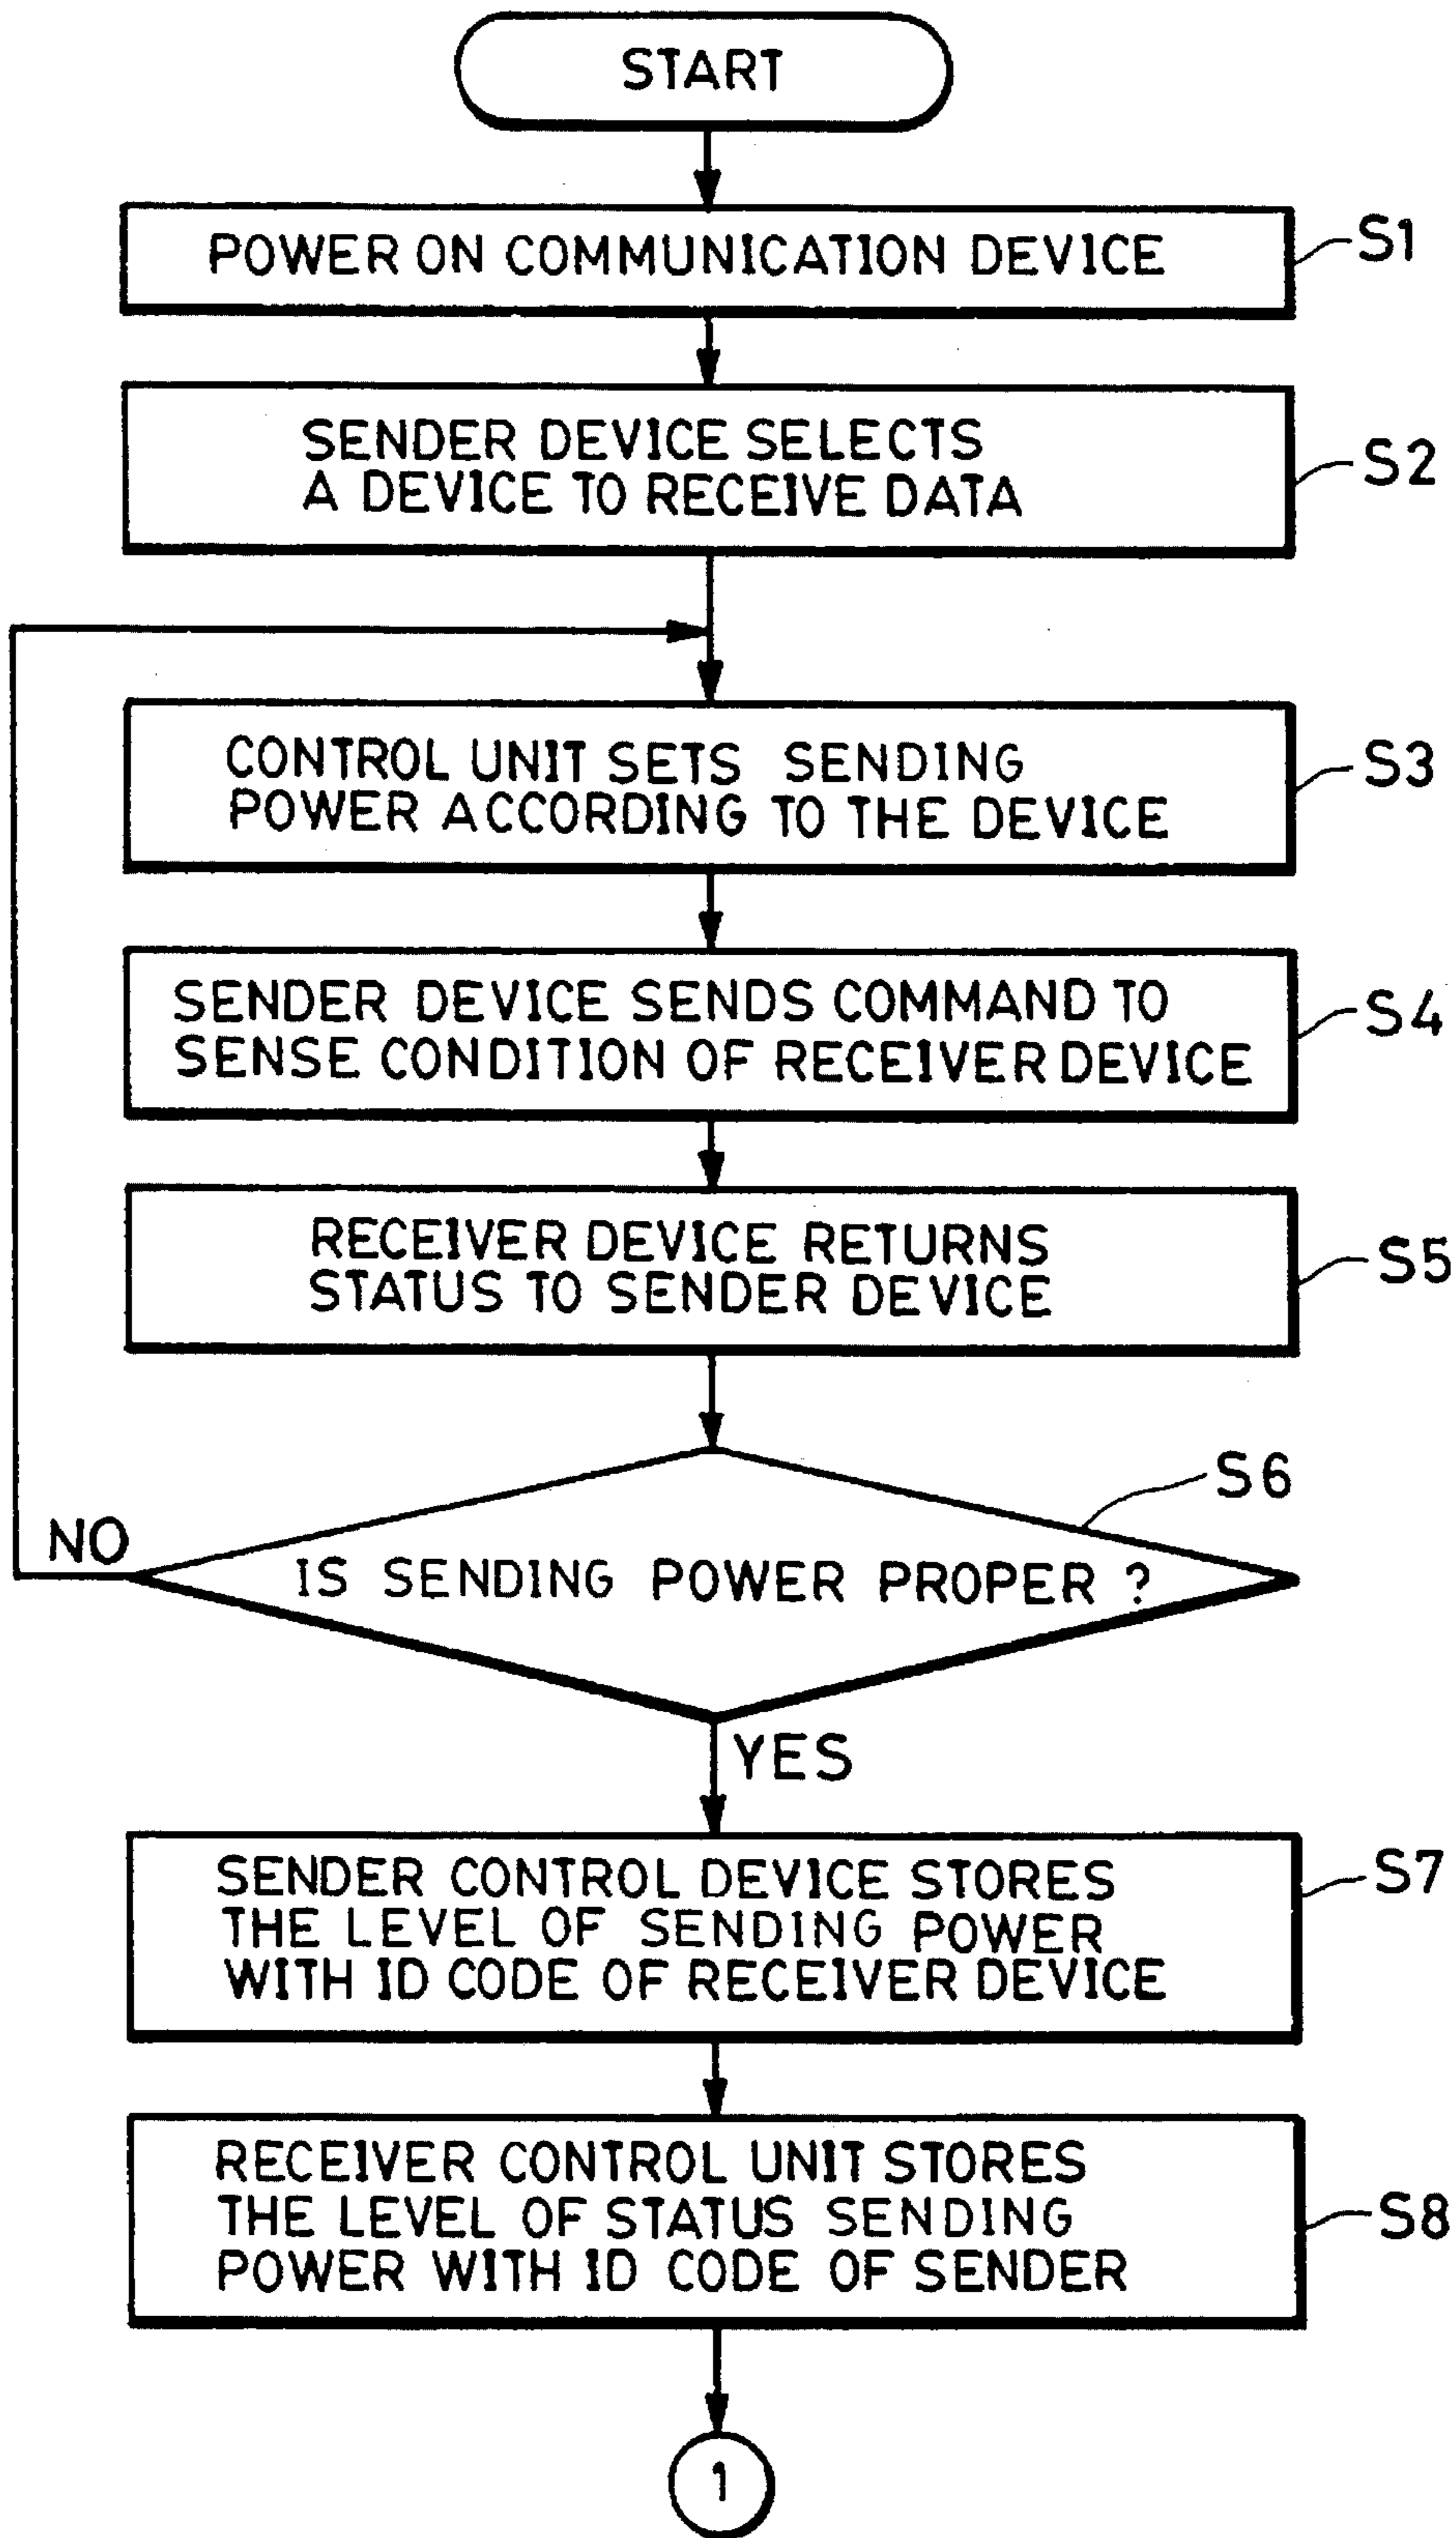 START
POWER ON COMMUNICATION DEVICE
S1
SENDER DEVICE SELECTS
A DEVICE TO RECEIVE DATA
S2
CONTROL UNIT SETS SENDING
POWER ACCORDING TO THE DEVICE
S3
SENDER DEVICE SENDS COMMAND TO
SENSE CONDITION OF RECEIVER DEVICE
S4
RECEIVER DEVICE RETURNS
STATUS TO SENDER DEVICE
S5
S6
NO
IS SENDING POWER PROPER ?
YES
SENDER CONTROL DEVICE STORES
THE LEVEL OF SENDING POWER
WITH ID CODE OF RECEIVER DEVICE
S7
RECEIVER CONTROL UNIT STORES
THE LEVEL OF STATUS SENDING
POWER WITH ID CODE OF SENDER
S8
1